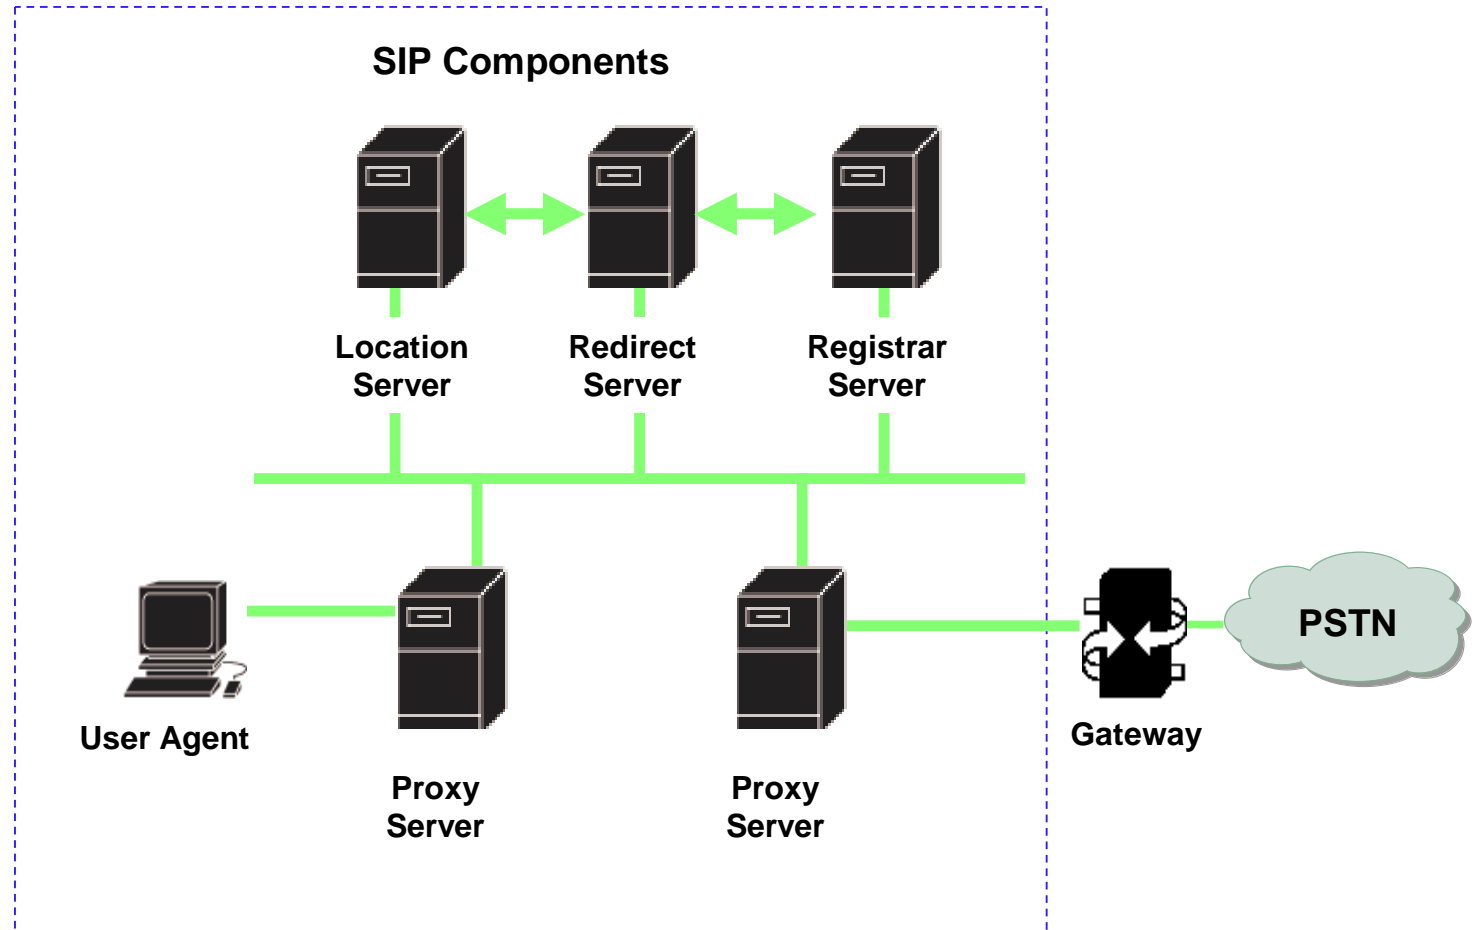 SIP Components
Location
Server
Redirect
Server
Registrar
Server
PSTN
User Agent
Gateway
Proxy
Server
Proxy
Server